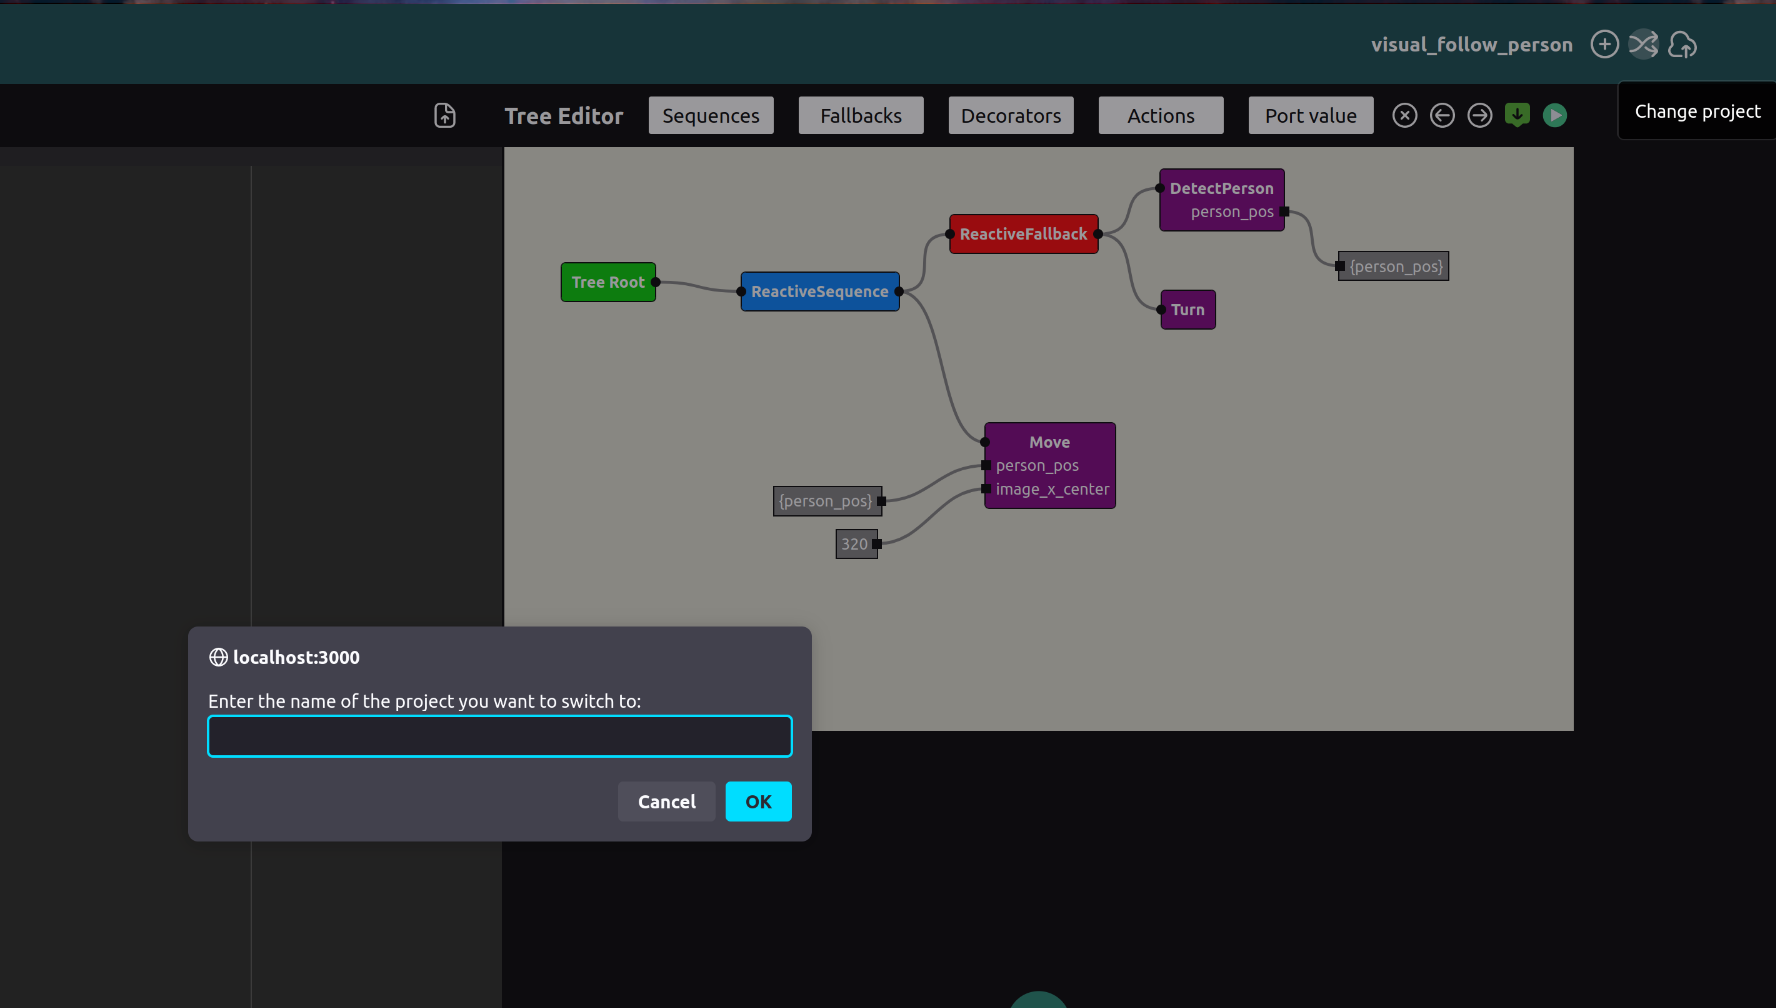 visual_follow_person
Tree Editor
Sequences
Fallbacks
Decorators
Actions
Port value
Change project
DetectPerson
person_pos
ReactiveFallback
{person_pos}
Tree Root
ReactiveSequence
Turn
Move
person_pos
image_x_center
{person_pos}
320
localhost:3000
Enter the name of the project you want to switch to:
Cancel
OK